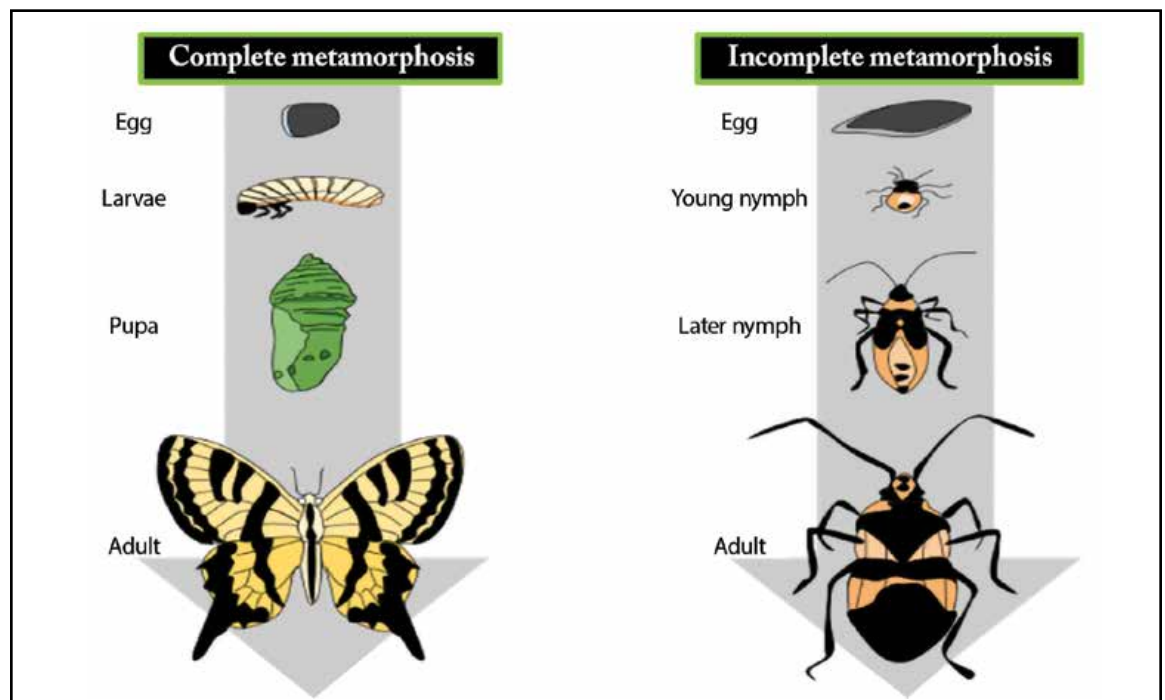 Complete metamorphosis
Egg
Larvae
Pupa
Adult
Incomplete metamorphosis
Egg
Young nymph
Later nymph
Adult